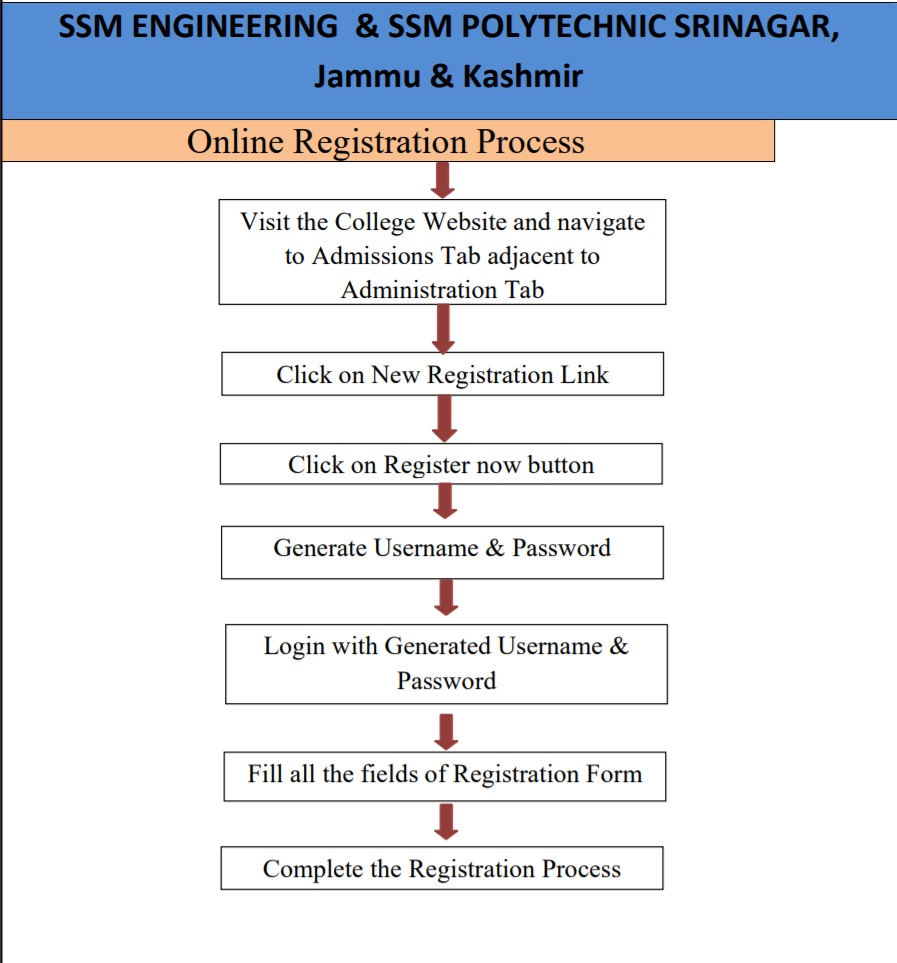 SSM ENGINEERING & SSM POLYTECHNIC SRINAGAR,
Jammu & Kashmir
Online Registration Process
Visit the College Website and navigate
to Admissions Tab adjacent to
Administration Tab
Click on New Registration Link
Click on Register now button
Generate Username & Password
Login with Generated Username &
Password
Fill all the fields of Registration Form
Complete the Registration Process